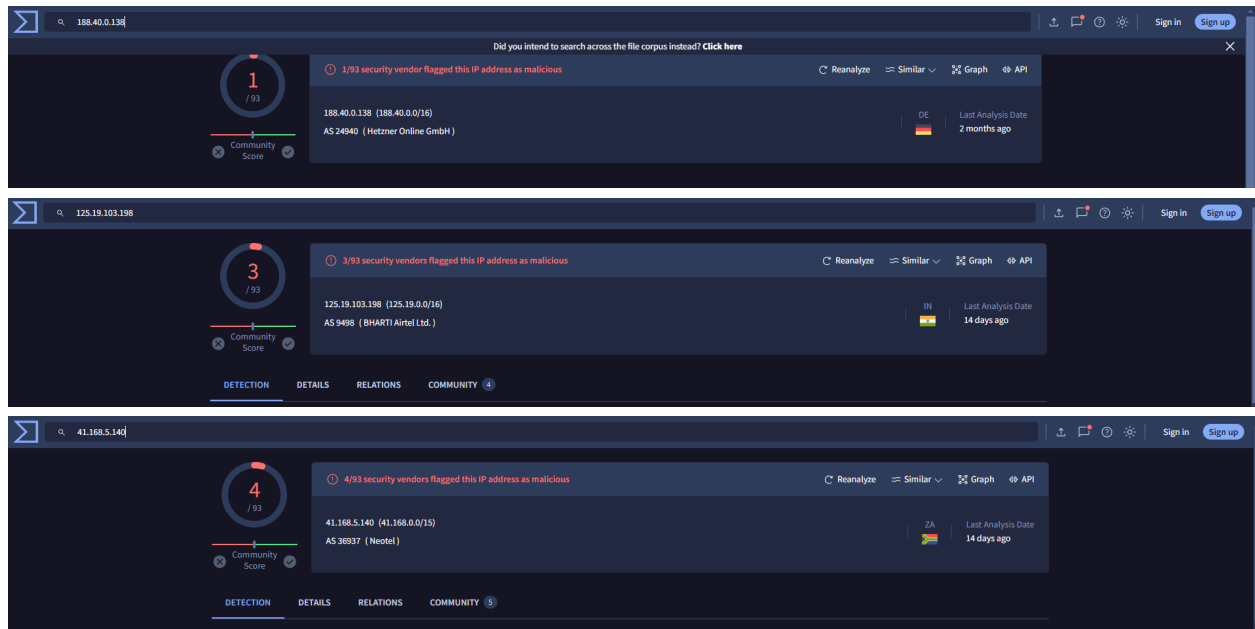 188.40.0.138
Sign in
Sign up
Did you intend to search across the file corpus instead? Click here
1
/ 93
Community
Score
1/93 security vendor flagged this IP address as malicious
Reanalyze
Similar
Graph
API
188.40.0.138 (188.40.0.0/16)
AS 24940 ( Hetzner Online GmbH )
DE
Last Analysis Date
2 months ago
125.19.103.198
Sign in
Sign up
3
/ 93
Community
Score
3/93 security vendors flagged this IP address as malicious
Reanalyze
Similar
Graph
API
125.19.103.198 (125.19.0.0/16)
AS 9498 ( BHARTI Airtel Ltd. )
IN
Last Analysis Date
14 days ago
DETECTION
DETAILS
RELATIONS
COMMUNITY 4
41.168.5.140
Sign in
Sign up
4
/ 93
Community
Score
4/93 security vendors flagged this IP address as malicious
Reanalyze
Similar
Graph
API
41.168.5.140 (41.168.0.0/15)
AS 36937 ( Neotel )
ZA
Last Analysis Date
14 days ago
DETECTION
DETAILS
RELATIONS
COMMUNITY 5